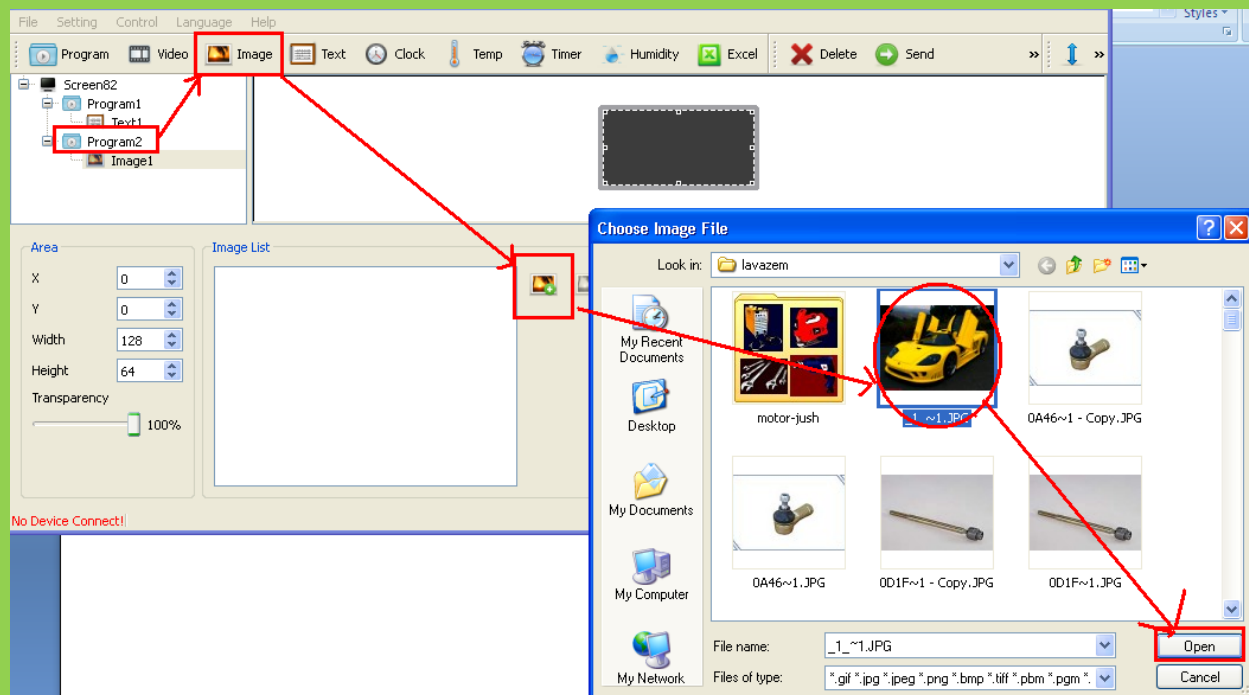 Styles
File Setting Control Language Help
Program Video Image Text Clock Temp Timer Humidity Excel Delete Send » »
Screen82
Program1
Text1
Program2
Image1
Area
X 0
Y 0
Width 128
Height 64
Transparency
100%
Image List
No Device Connect!
Choose Image File
Look in: lavazem
My Recent Documents
Desktop
My Documents
My Computer
My Network
motor-jush
_1_~1.JPG
0A46~1 - Copy.JPG
0A46~1.JPG
0D1F~1 - Copy.JPG
0D1F~1.JPG
File name: _1_~1.JPG
Open
Files of type: *.gif *.jpg *.jpeg *.png *.bmp *.tiff *.pbm *.pgm *.
Cancel